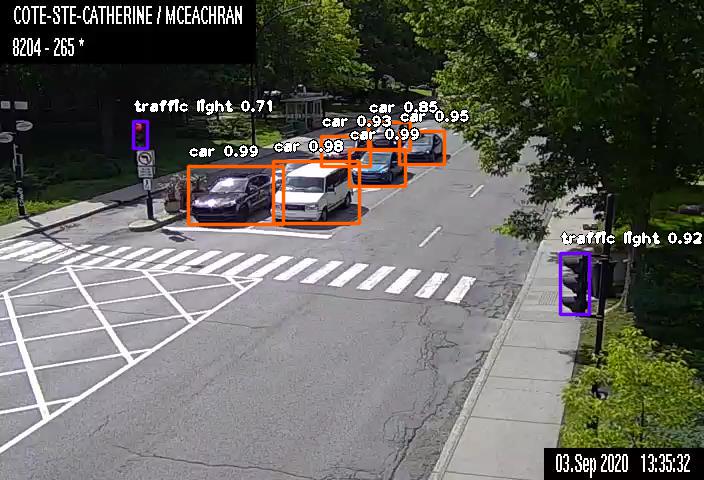 COTE-STE-CATHERINE / MCEACHRAN
8204 - 265 *
traffic light 0.71
car 0.85
car 0.93
car 0.95
car 0.99
car 0.99
car 0.98
traffic light 0.92
03.Sep 2020 13:35:32